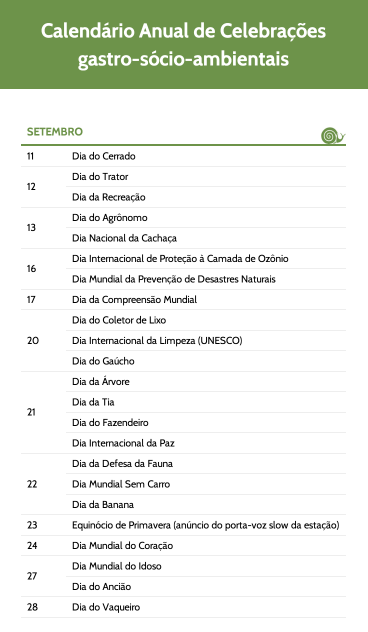 Calendário Anual de Celebrações
gastro-sócio-ambientais
SETEMBRO
11 Dia do Cerrado
12 Dia do Trator
Dia da Recreação
13 Dia do Agrônomo
Dia Nacional da Cachaça
16 Dia Internacional de Proteção à Camada de Ozônio
Dia Mundial da Prevenção de Desastres Naturais
17 Dia da Compreensão Mundial
20 Dia do Coletor de Lixo
Dia Internacional da Limpeza (UNESCO)
Dia do Gaúcho
21 Dia da Árvore
Dia da Tia
Dia do Fazendeiro
Dia Internacional da Paz
22 Dia da Defesa da Fauna
Dia Mundial Sem Carro
Dia da Banana
23 Equinócio de Primavera (anúncio do porta-voz slow da estação)
24 Dia Mundial do Coração
27 Dia Mundial do Idoso
Dia do Ancião
28 Dia do Vaqueiro